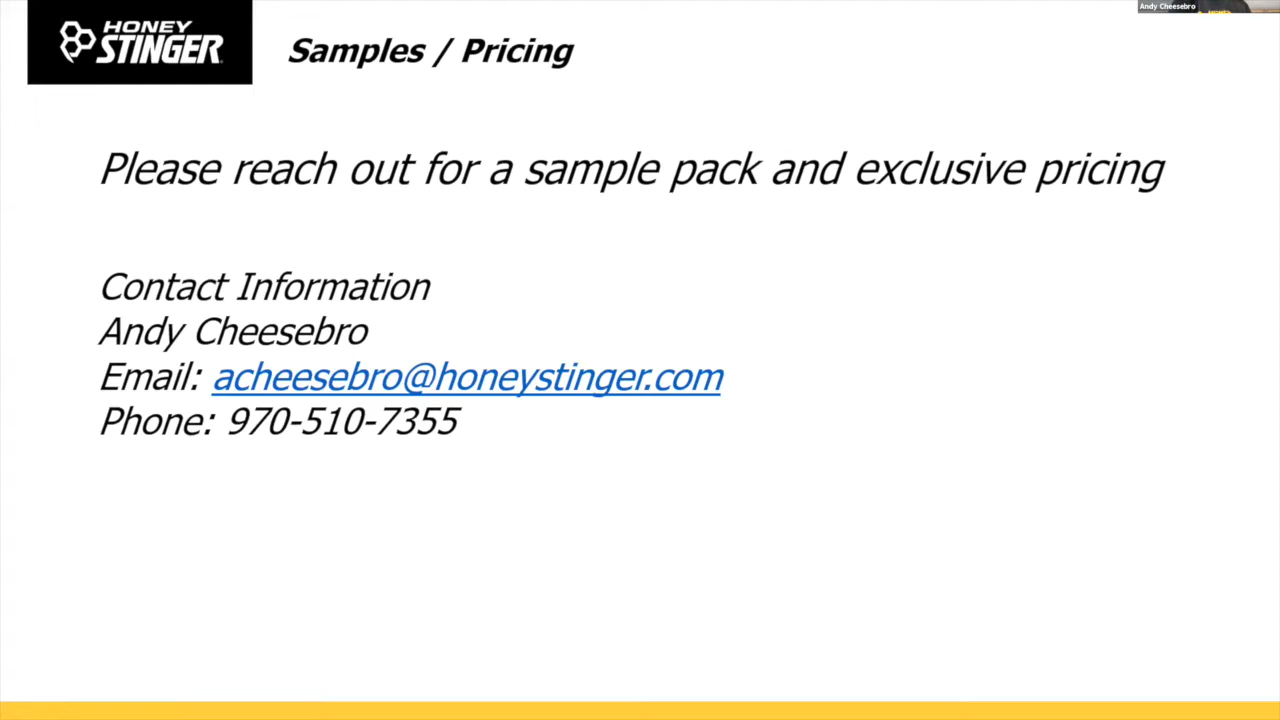 Andy Cheesebro
HONEY
STINGER
Samples / Pricing
Please reach out for a sample pack and exclusive pricing
Contact Information
Andy Cheesebro
Email: acheesebro@honeystinger.com
Phone: 970-510-7355